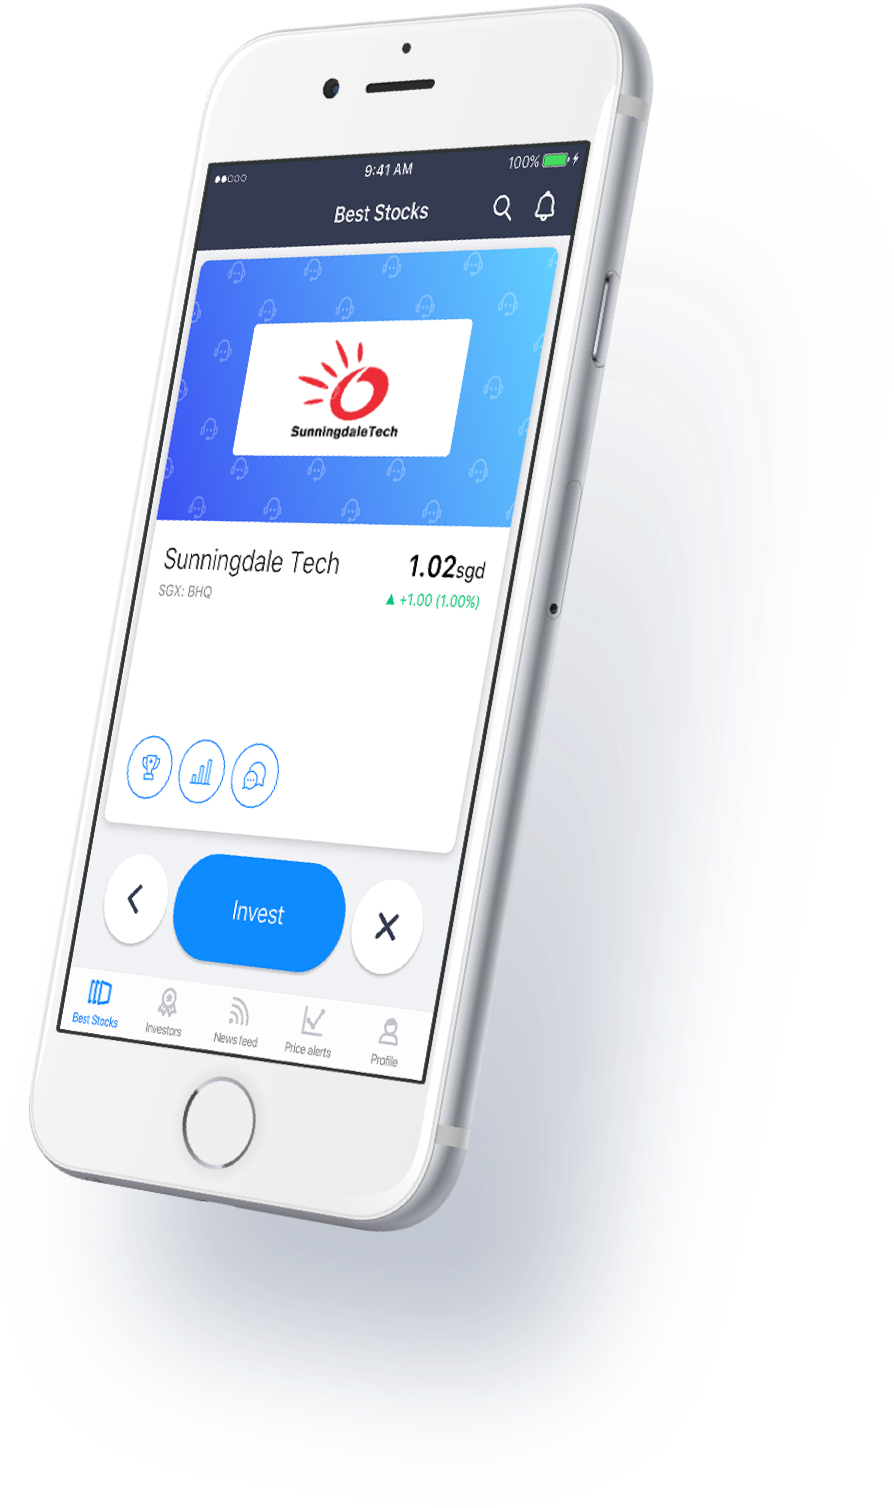 9:41 AM
100%
Best Stocks
SunningdaleTech
Sunningdale Tech
1.02sgd
SGX: BHQ
▲ +1.00 (1.00%)
Invest
Best Stocks
Investors
News feed
Price alerts
Profile